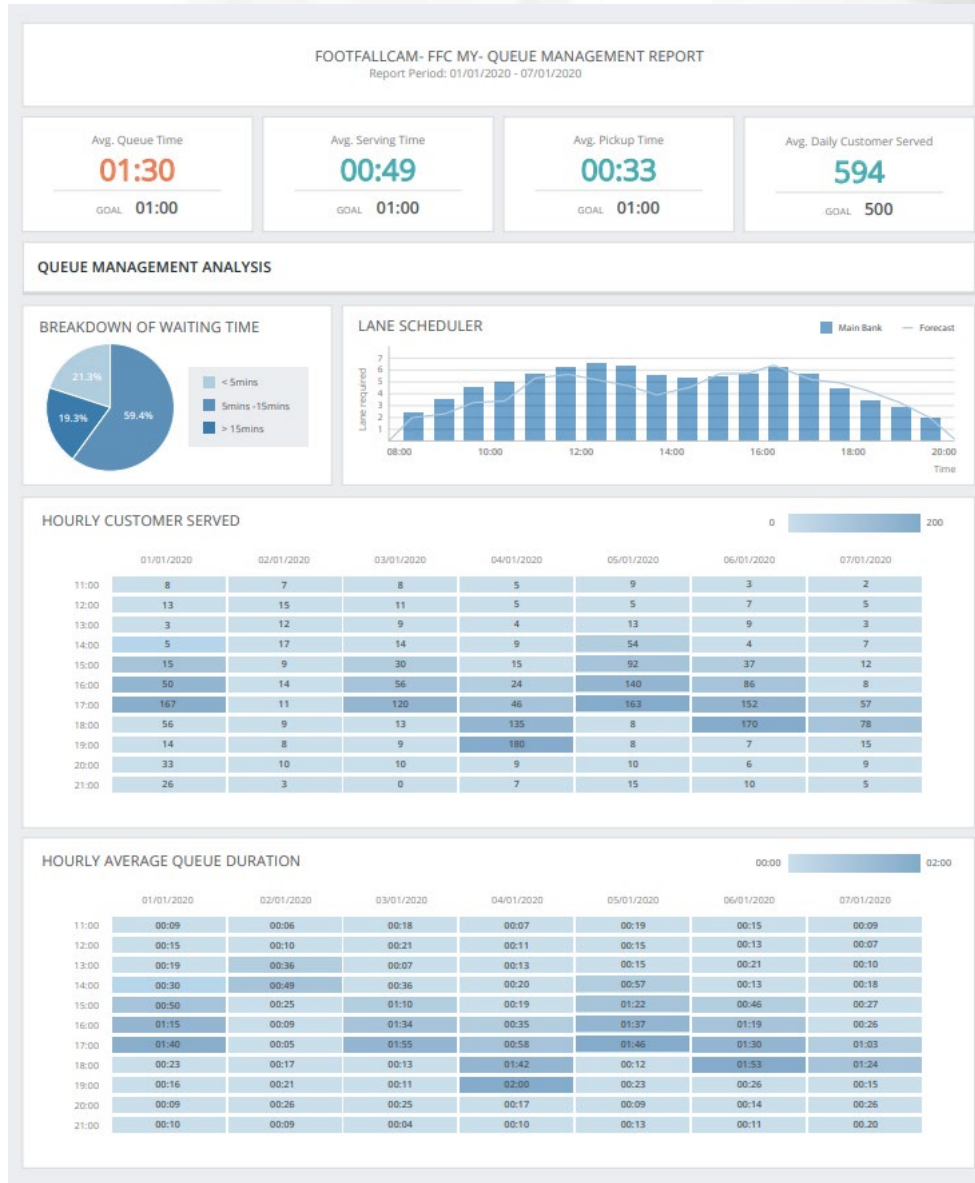 FOOTFALLCAM- FFC MY- QUEUE MANAGEMENT REPORT
Report Period: 01/01/2020 - 07/01/2020
Avg. Queue Time
01:30
GOAL 01:00
Avg. Serving Time
00:49
GOAL 01:00
Avg. Pickup Time
00:33
GOAL 01:00
Avg. Daily Customer Served
594
GOAL 500
QUEUE MANAGEMENT ANALYSIS
BREAKDOWN OF WAITING TIME
21.3%
19.3%
59.4%
< 5mins
5mins -15mins
> 15mins
LANE SCHEDULER
Main Bank
Forecast
Lane required
7
6
5
4
3
2
1
08:00 10:00 12:00 14:00 16:00 18:00 20:00
Time
HOURLY CUSTOMER SERVED
0 200
01/01/2020 02/01/2020 03/01/2020 04/01/2020 05/01/2020 06/01/2020 07/01/2020
11:00 8 7 8 5 9 3 2
12:00 13 15 11 5 5 7 5
13:00 3 12 9 4 13 9 3
14:00 5 17 14 9 54 4 7
15:00 15 9 30 15 92 37 12
16:00 50 14 56 24 140 86 8
17:00 167 11 120 46 163 152 57
18:00 56 9 13 135 8 170 78
19:00 14 8 9 180 8 7 15
20:00 33 10 10 9 10 6 9
21:00 26 3 0 7 15 10 5
HOURLY AVERAGE QUEUE DURATION
00:00 02:00
01/01/2020 02/01/2020 03/01/2020 04/01/2020 05/01/2020 06/01/2020 07/01/2020
11:00 00:09 00:06 00:18 00:07 00:19 00:15 00:09
12:00 00:15 00:10 00:21 00:11 00:15 00:13 00:07
13:00 00:19 00:36 00:07 00:13 00:15 00:21 00:10
14:00 00:30 00:49 00:36 00:20 00:57 00:13 00:18
15:00 00:50 00:25 01:10 00:19 01:22 00:46 00:27
16:00 01:15 00:09 01:34 00:35 01:37 01:19 00:26
17:00 01:40 00:05 01:55 00:58 01:46 01:30 01:03
18:00 00:23 00:17 00:13 01:42 00:12 01:53 01:24
19:00 00:16 00:21 00:11 02:00 00:23 00:26 00:15
20:00 00:09 00:26 00:25 00:17 00:09 00:14 00:26
21:00 00:10 00:09 00:04 00:10 00:13 00:11 00.20